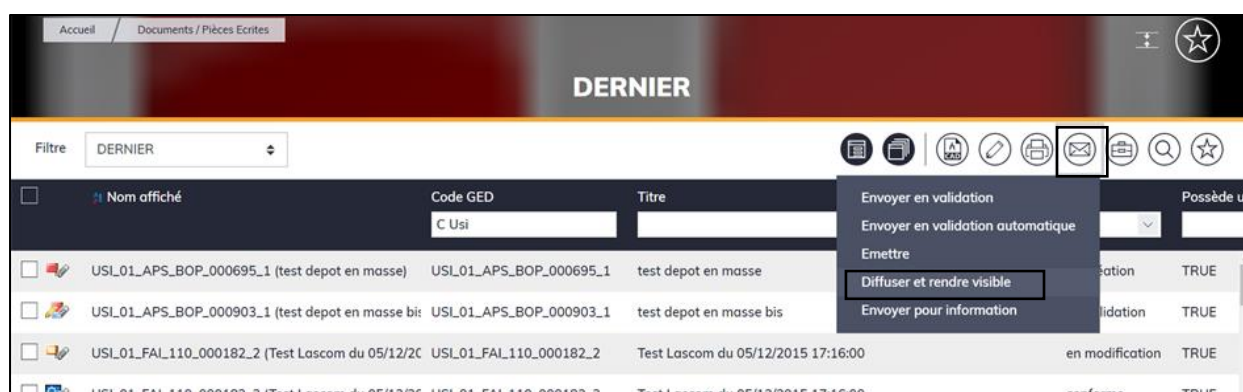 Accueil / Documents / Pièces Ecrites
DERNIER
Filtre DERNIER
Nom affiché Code GED Titre Possède u
C Usi
Envoyer en validation
Envoyer en validation automatique
Emettre
Diffuser et rendre visible
Envoyer pour information
USI_01_APS_BOP_000695_1 (test depot en masse) USI_01_APS_BOP_000695_1 test depot en masse éation TRUE
USI_01_APS_BOP_000903_1 (test depot en masse bis USI_01_APS_BOP_000903_1 test depot en masse bis lidation TRUE
USI_01_FAI_110_000182_2 (Test Lascom du 05/12/20 USI_01_FAI_110_000182_2 Test Lascom du 05/12/2015 17:16:00 en modification TRUE